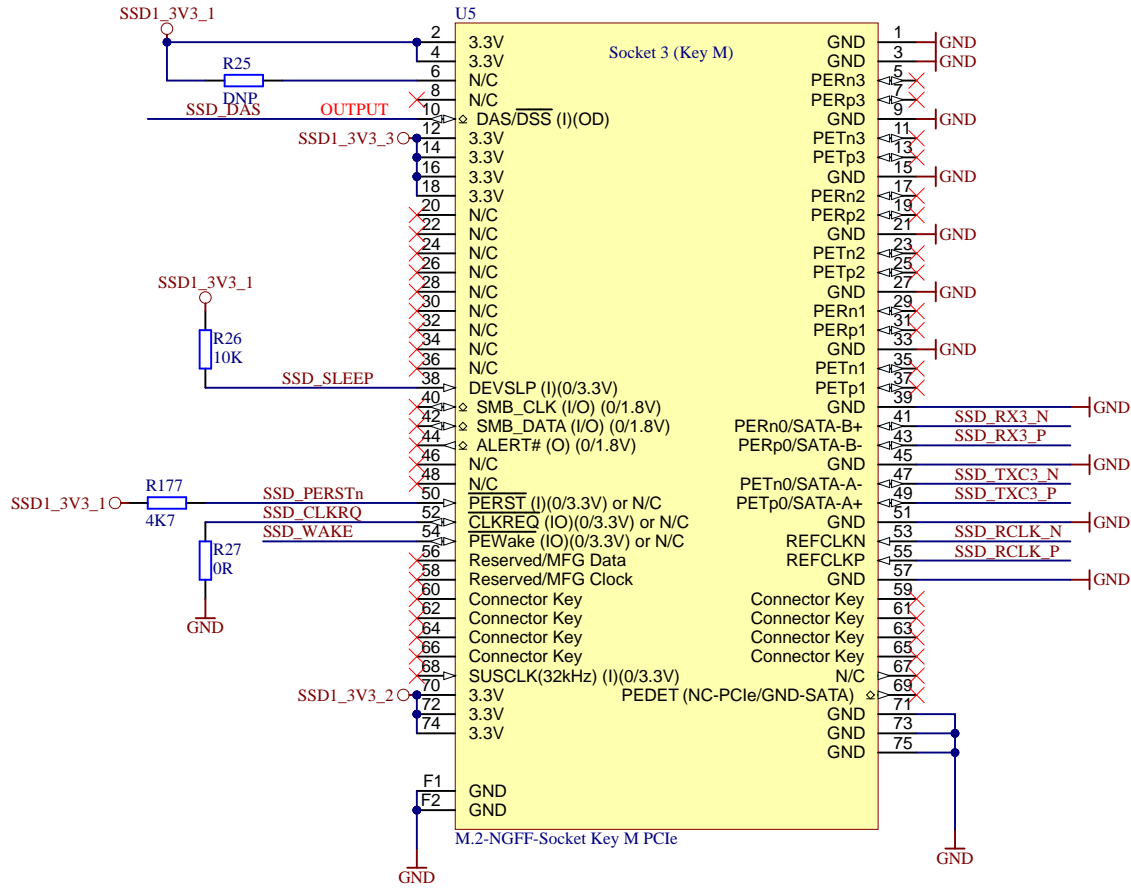 SSD1_3V3_1
U5
Socket 3 (Key M)
2 3.3V GND 1 GND
4 3.3V GND 3 GND
R25
6 N/C PERn3 5
DNP
8 N/C PERp3 7
SSD_DAS OUTPUT 10 DAS/DSS (I)(OD) GND 9 GND
SSD1_3V3_3 12 3.3V PETn3 11
14 3.3V PETp3 13
16 3.3V GND 15 GND
18 3.3V PERn2 17
20 N/C PERp2 19
22 N/C GND 21 GND
24 N/C PETn2 23
26 N/C PETp2 25
SSD1_3V3_1
28 N/C GND 27 GND
30 N/C PERn1 29
32 N/C PERp1 31
R26
10K
34 N/C GND 33 GND
36 N/C PETn1 35
SSD_SLEEP 38 DEVSLP (I)(0/3.3V) PETp1 37
40 SMB_CLK (I/O) (0/1.8V) GND 39 GND
42 SMB_DATA (I/O) (0/1.8V) PERn0/SATA-B+ 41 SSD_RX3_N
44 ALERT# (O) (0/1.8V) PERp0/SATA-B- 43 SSD_RX3_P
46 N/C GND 45 GND
48 N/C PETn0/SATA-A- 47 SSD_TXC3_N
SSD1_3V3_1 R177 4K7 SSD_PERSTn 50 PERST (I)(0/3.3V) or N/C PETp0/SATA-A+ 49 SSD_TXC3_P
SSD_CLKRQ 52 CLKREQ (IO)(0/3.3V) or N/C GND 51 GND
SSD_WAKE 54 PEWake (IO)(0/3.3V) or N/C REFCLKN 53 SSD_RCLK_N
R27
0R
56 Reserved/MFG Data REFCLKP 55 SSD_RCLK_P
58 Reserved/MFG Clock GND 57 GND
60 Connector Key Connector Key 59
62 Connector Key Connector Key 61
GND
64 Connector Key Connector Key 63
66 Connector Key Connector Key 65
68 SUSCLK(32kHz) (I)(0/3.3V) N/C 67
SSD1_3V3_2 70 3.3V PEDET (NC-PCIe/GND-SATA) 69
72 3.3V GND 71
74 3.3V GND 73
GND 75
F1 GND
F2 GND
M.2-NGFF-Socket Key M PCIe
GND
GND